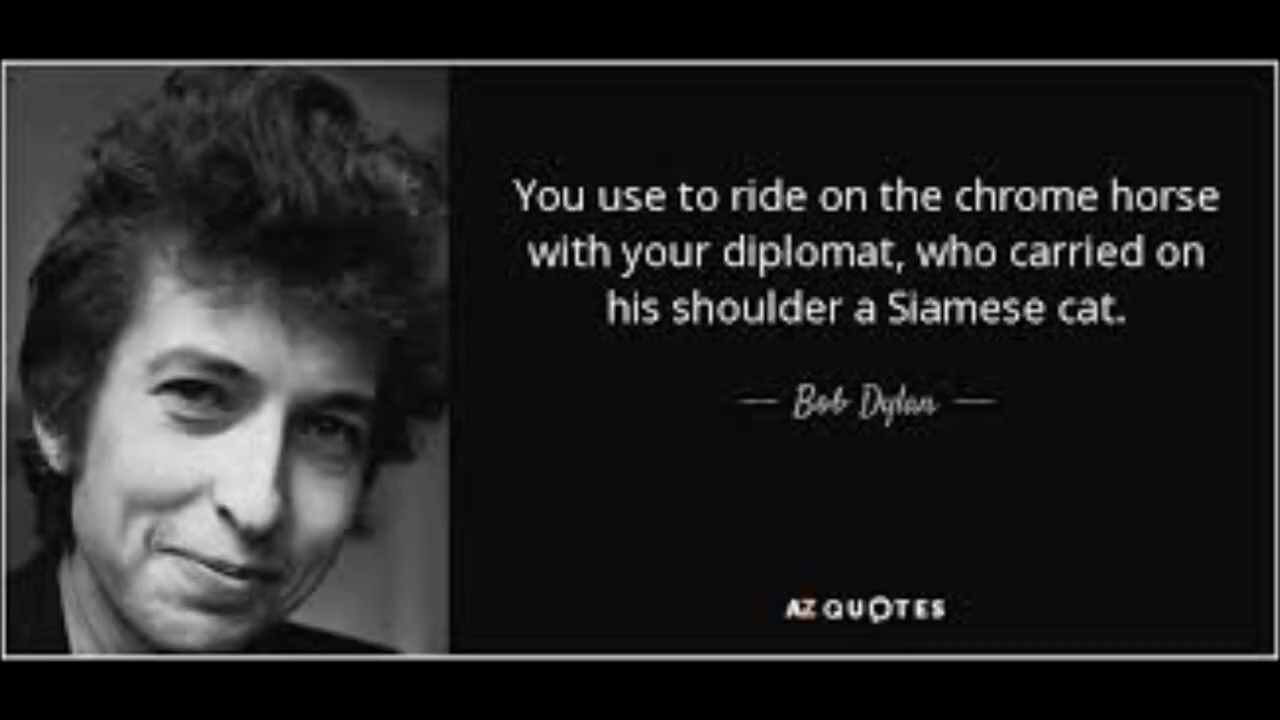 You use to ride on the chrome horse
with your diplomat, who carried on
his shoulder a Siamese cat.
— Bob Dylan —
AZ QUOTES